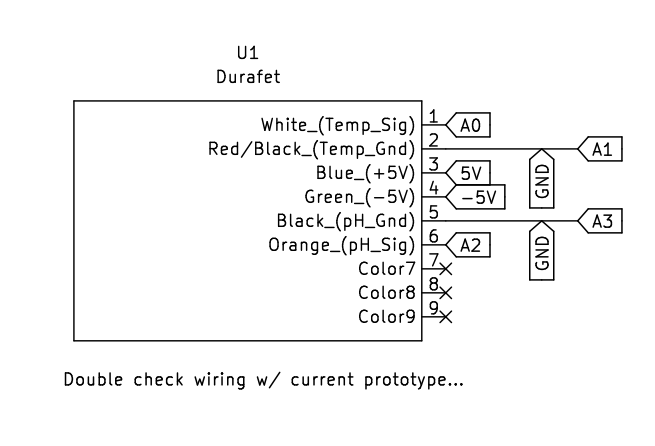 U1
Durafet
White_(Temp_Sig) 1 A0
Red/Black_(Temp_Gnd) 2 A1
GND
Blue_(+5V) 3 5V
Green_(-5V) 4 -5V
Black_(pH_Gnd) 5 A3
GND
Orange_(pH_Sig) 6 A2
Color7 7
Color8 8
Color9 9
Double check wiring w/ current prototype...